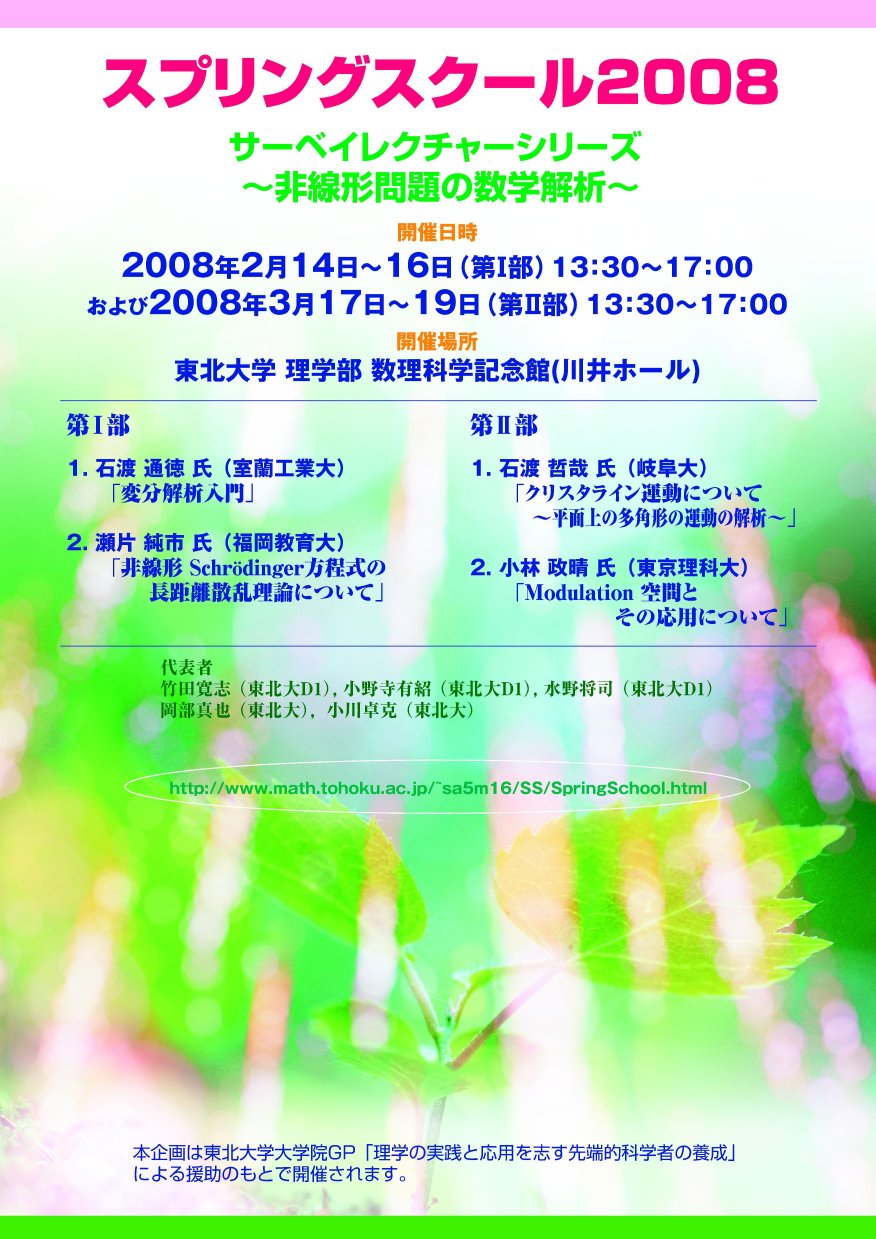 スプリングスクール2008
サーベイレクチャーシリーズ
～非線形問題の数学解析～
開催日時
2008年2月14日～16日（第Ⅰ部）13：30～17：00
および2008年3月17日～19日（第Ⅱ部）13：30～17：00
開催場所
東北大学 理学部 数理科学記念館(川井ホール)
第Ⅰ部
1. 石渡 通徳 氏（室蘭工業大）
「変分解析入門」
2. 瀬片 純市 氏（福岡教育大）
「非線形 Schrödinger方程式の
長距離散乱理論について」
第Ⅱ部
1. 石渡 哲哉 氏（岐阜大）
「クリスタライン運動について
～平面上の多角形の運動の解析～」
2. 小林 政晴 氏（東京理科大）
「Modulation 空間と
その応用について」
代表者
竹田寛志（東北大D1）, 小野寺有紹（東北大D1）, 水野将司（東北大D1）
岡部真也（東北大）, 小川卓克（東北大）
http://www.math.tohoku.ac.jp/~sa5m16/SS/SpringSchool.html
本企画は東北大学大学院GP「理学の実践と応用を志す先端的科学者の養成」
による援助のもとで開催されます。